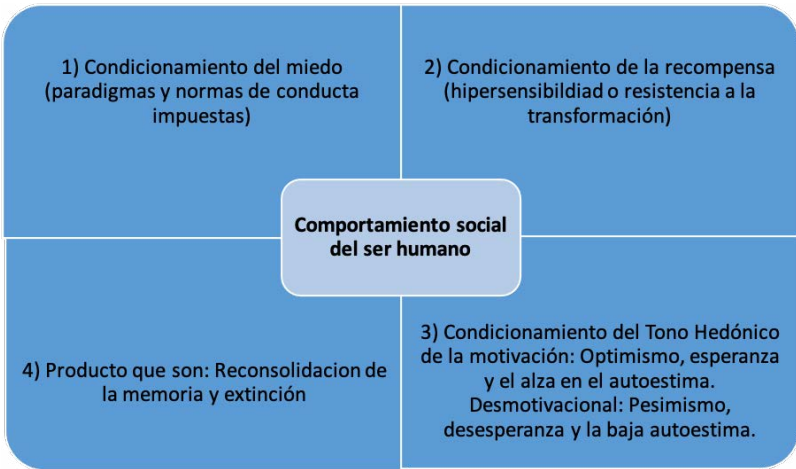 1) Condicionamiento del miedo
(paradigmas y normas de conducta
impuestas)
2) Condicionamiento de la recompensa
(hipersensibildiad o resistencia a la
transformación)
Comportamiento social
del ser humano
3) Condicionamiento del Tono Hedónico
de la motivación: Optimismo, esperanza
y el alza en el autoestima.
Desmotivacional: Pesimismo,
desesperanza y la baja autoestima.
4) Producto que son: Reconsolidacion de
la memoria y extinción